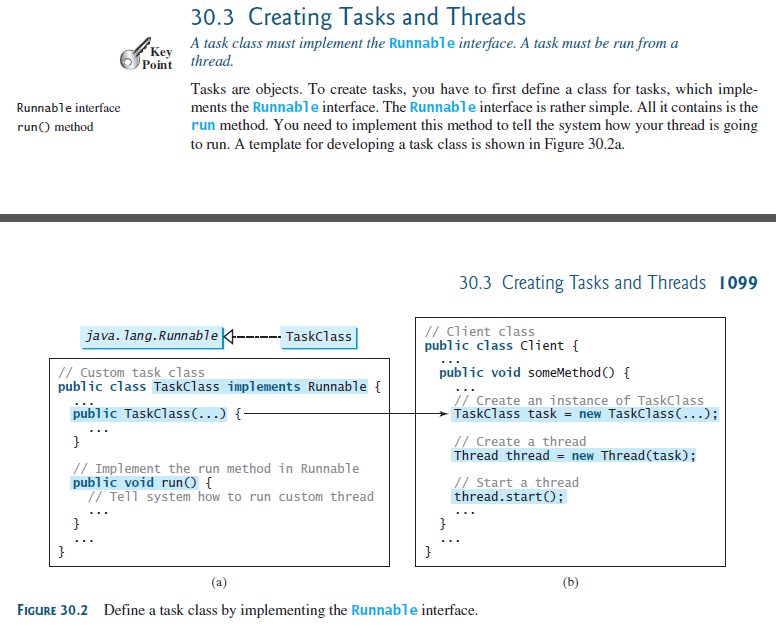 30.3 Creating Tasks and Threads
Key
Point
A task class must implement the Runnable interface. A task must be run from a
thread.
Runnable interface
run() method
Tasks are objects. To create tasks, you have to first define a class for tasks, which imple-
ments the Runnable interface. The Runnable interface is rather simple. All it contains is the
run method. You need to implement this method to tell the system how your thread is going
to run. A template for developing a task class is shown in Figure 30.2a.
30.3 Creating Tasks and Threads 1099
java.lang.Runnable
TaskClass
// Custom task class
public class TaskClass implements Runnable {
...
public TaskClass(...) {
...
}
// Implement the run method in Runnable
public void run() {
// Tell system how to run custom thread
...
}
...
}
(a)
// Client class
public class Client {
...
public void someMethod() {
...
// Create an instance of TaskClass
TaskClass task = new TaskClass(...);
// Create a thread
Thread thread = new Thread(task);
// Start a thread
thread.start();
...
}
...
}
(b)
FIGURE 30.2 Define a task class by implementing the Runnable interface.